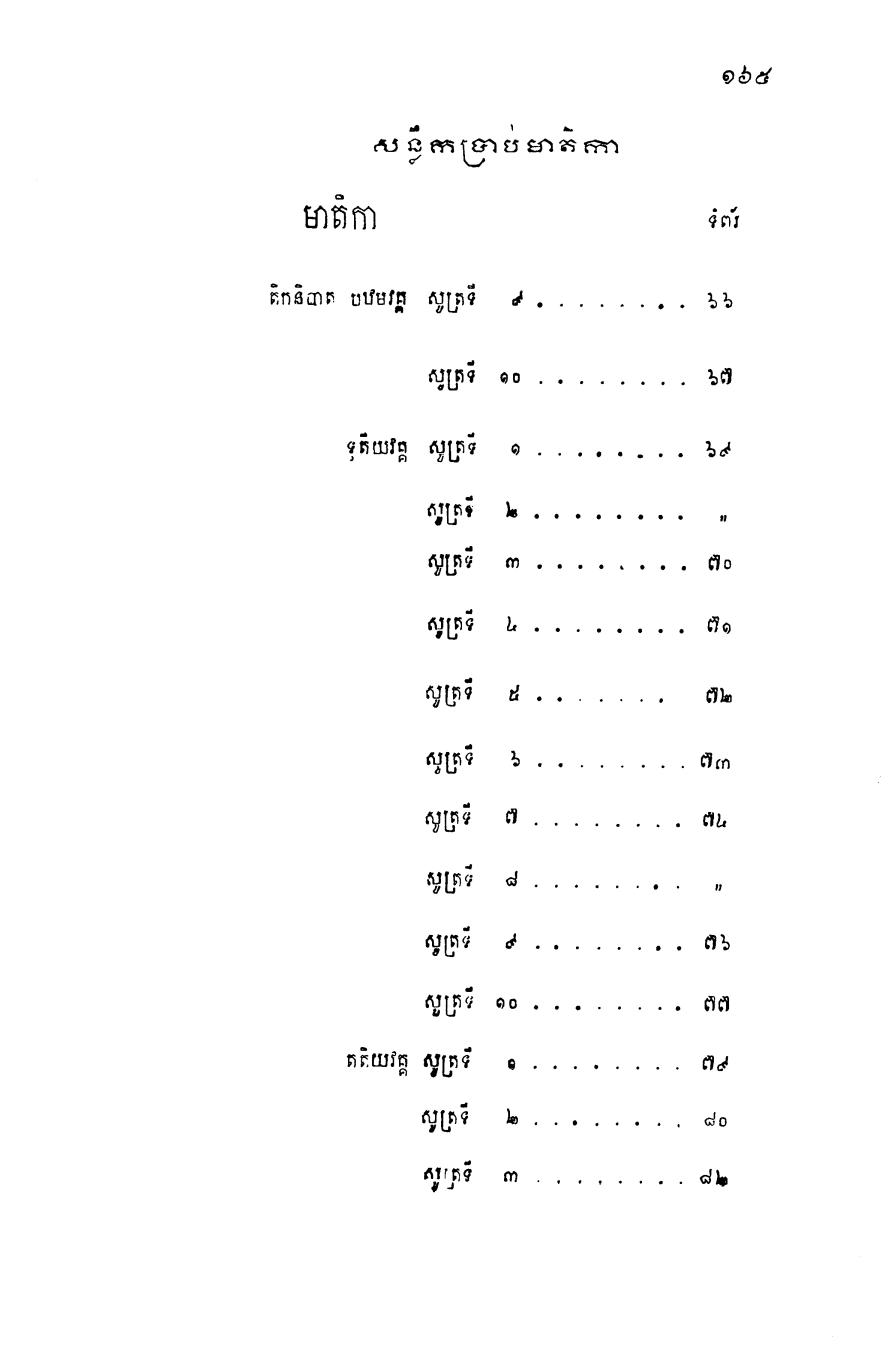 ១៦៥
សន្លឹកប្រាប់មាតិកា
មាតិកា ទំព័រ
តិកនិបាត បឋមវគ្គ សូត្រទី ៩ . . . . . . . . ៦៦
សូត្រទី ១០ . . . . . . . . ៦៧
ទុតិយវគ្គ សូត្រទី ១ . . . . . . . . ៦៩
សូត្រទី ២ . . . . . . . . "
សូត្រទី ៣ . . . . . . . . ៧០
សូត្រទី ៤ . . . . . . . . ៧១
សូត្រទី ៥ . . . . . . . ៧២
សូត្រទី ៦ . . . . . . . . ៧៣
សូត្រទី ៧ . . . . . . . . ៧៤
សូត្រទី ៨ . . . . . . . . "
សូត្រទី ៩ . . . . . . . . ៧៦
សូត្រទី ១០ . . . . . . . . ៧៧
តតិយវគ្គ សូត្រទី ១ . . . . . . . . ៧៩
សូត្រទី ២ . . . . . . . . ៨០
សូត្រទី ៣ . . . . . . . . ៨២